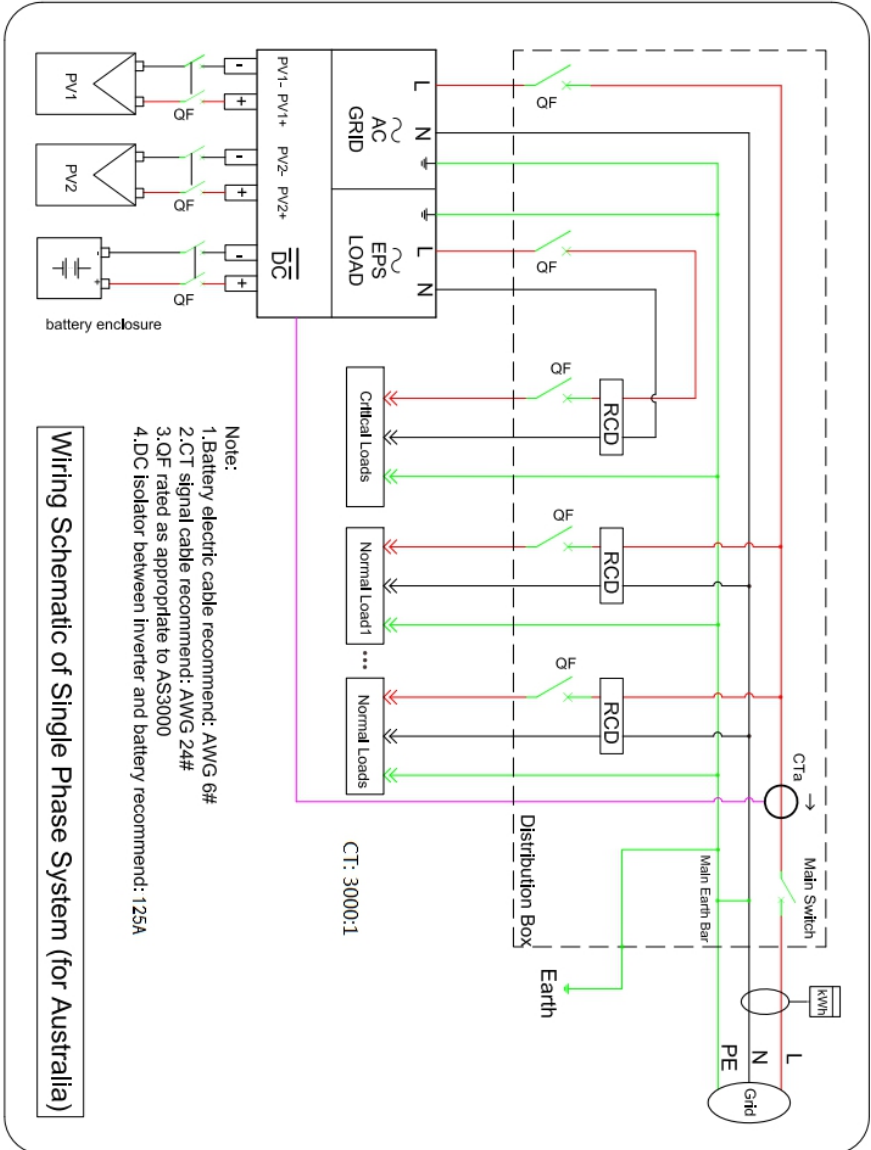 Wiring Schematic of Single Phase System (for Australia)
Note:
1.Battery electric cable recommend: AWG 6#
2.CT signal cable recommend: AWG 24#
3.QF rated as appropriate to AS3000
4.DC isolator between inverter and battery recommend: 125A
PV1
PV2
battery enclosure
QF
QF
QF
-
+
-
+
-
+
PV1- PV1+
PV2- PV2+
DC
AC
GRID
EPS
LOAD
L
N
L
N
QF
QF
QF
RCD
Critical Loads
QF
RCD
Normal Load1
...
QF
RCD
Normal Loads
CT: 3000:1
Distribution Box
Main Earth Bar
CTa
Main Switch
Earth
kWh
L
N
PE
Grid